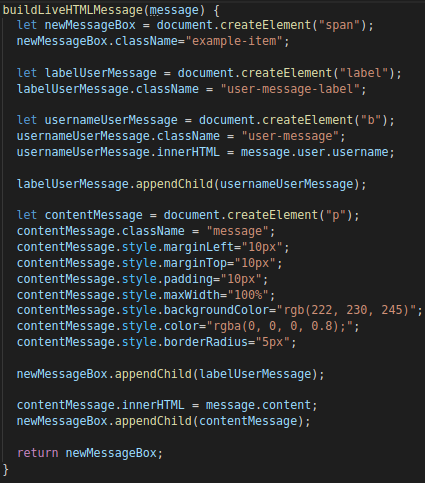 buildLiveHTMLMessage(message) {
let newMessageBox = document.createElement("span");
newMessageBox.className="example-item";
let labelUserMessage = document.createElement("label");
labelUserMessage.className = "user-message-label";
let usernameUserMessage = document.createElement("b");
usernameUserMessage.className = "user-message";
usernameUserMessage.innerHTML = message.user.username;
labelUserMessage.appendChild(usernameUserMessage);
let contentMessage = document.createElement("p");
contentMessage.className = "message";
contentMessage.style.marginLeft="10px";
contentMessage.style.marginTop="10px";
contentMessage.style.padding="10px";
contentMessage.style.maxWidth="100%";
contentMessage.style.backgroundColor="rgb(222, 230, 245)";
contentMessage.style.color="rgba(0, 0, 0, 0.8);";
contentMessage.style.borderRadius="5px";
newMessageBox.appendChild(labelUserMessage);
contentMessage.innerHTML = message.content;
newMessageBox.appendChild(contentMessage);
return newMessageBox;
}